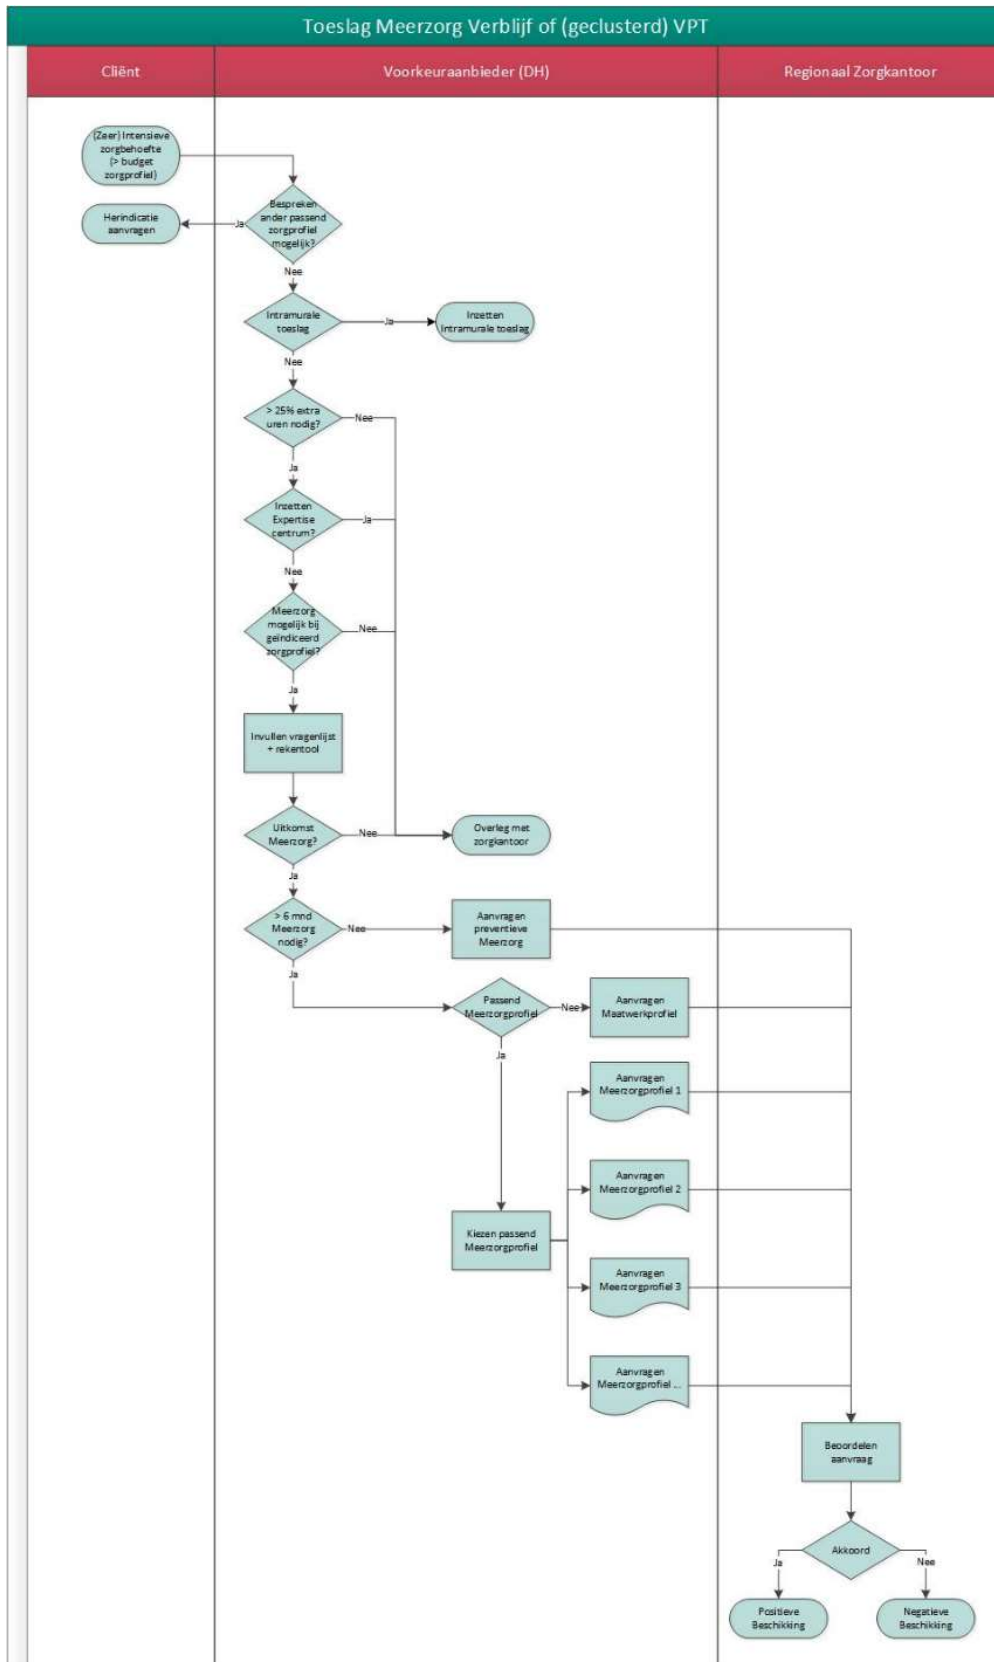 Toeslag Meerzorg Verblijf of (geclusterd) VPT
Cliënt
Voorkeuraanbieder (DH)
Regionaal Zorgkantoor
(Zeer) Intensieve
zorgbehoefte
(> budget
zorgprofiel)
Bespreken
ander passend
zorgprofiel
mogelijk?
Ja
Herindicatie
aanvragen
Nee
Intramurale
toeslag
Ja
Inzetten
Intramurale toeslag
Nee
> 25% extra
uren nodig?
Nee
Ja
Inzetten
Expertise
centrum?
Ja
Nee
Meerzorg
mogelijk bij
geïndiceerd
zorgprofiel?
Nee
Ja
Invullen vragenlijst
+ rekentool
Uitkomst
Meerzorg?
Nee
Overleg met
zorgkantoor
Ja
> 6 mnd
Meerzorg
nodig?
Nee
Aanvragen
preventieve
Meerzorg
Ja
Passend
Meerzorgprofiel
Nee
Aanvragen
Maatwerkprofiel
Ja
Aanvragen
Meerzorgprofiel 1
Aanvragen
Meerzorgprofiel 2
Kiezen passend
Meerzorgprofiel
Aanvragen
Meerzorgprofiel 3
Aanvragen
Meerzorgprofiel ...
Beoordelen
aanvraag
Akkoord
Ja
Nee
Positieve
Beschikking
Negatieve
Beschikking